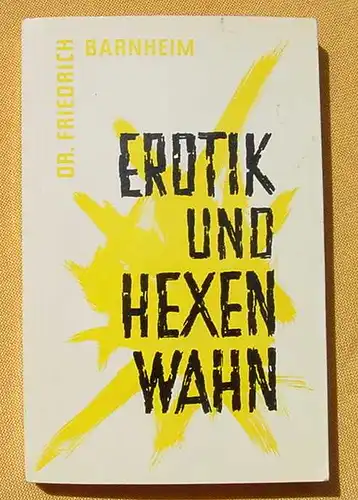 DR. FRIEDRICH BARNHEIM
EROTIK
UND
HEXEN
WAHN